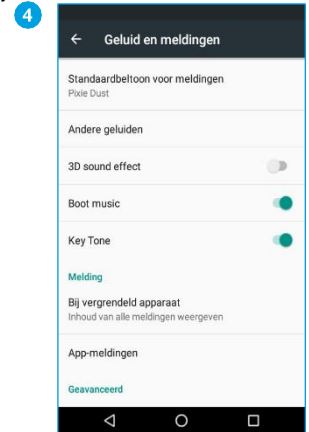 4
Geluid en meldingen
Standaardbeltoon voor meldingen
Pixie Dust
Andere geluiden
3D sound effect
Boot music
Key Tone
Melding
Bij vergrendeld apparaat
Inhoud van alle meldingen weergeven
App-meldingen
Geavanceerd